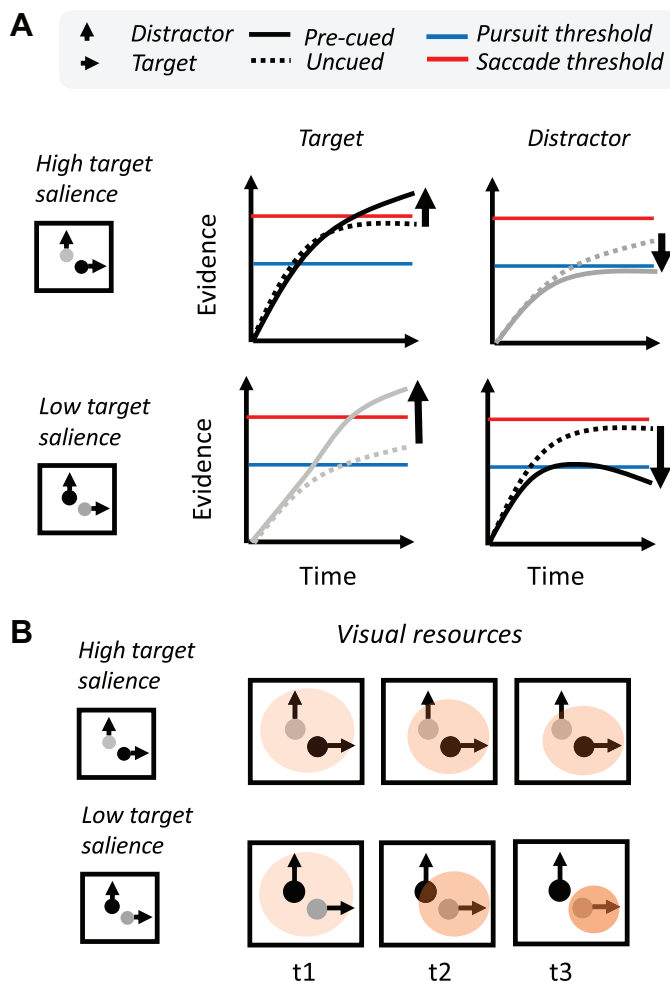 A
Distractor
Pre-cued
Pursuit threshold
Target
Uncued
Saccade threshold
Target
Distractor
High target
salience
Evidence
Low target
salience
Evidence
Time
Time
B
Visual resources
High target
salience
Low target
salience
t1
t2
t3